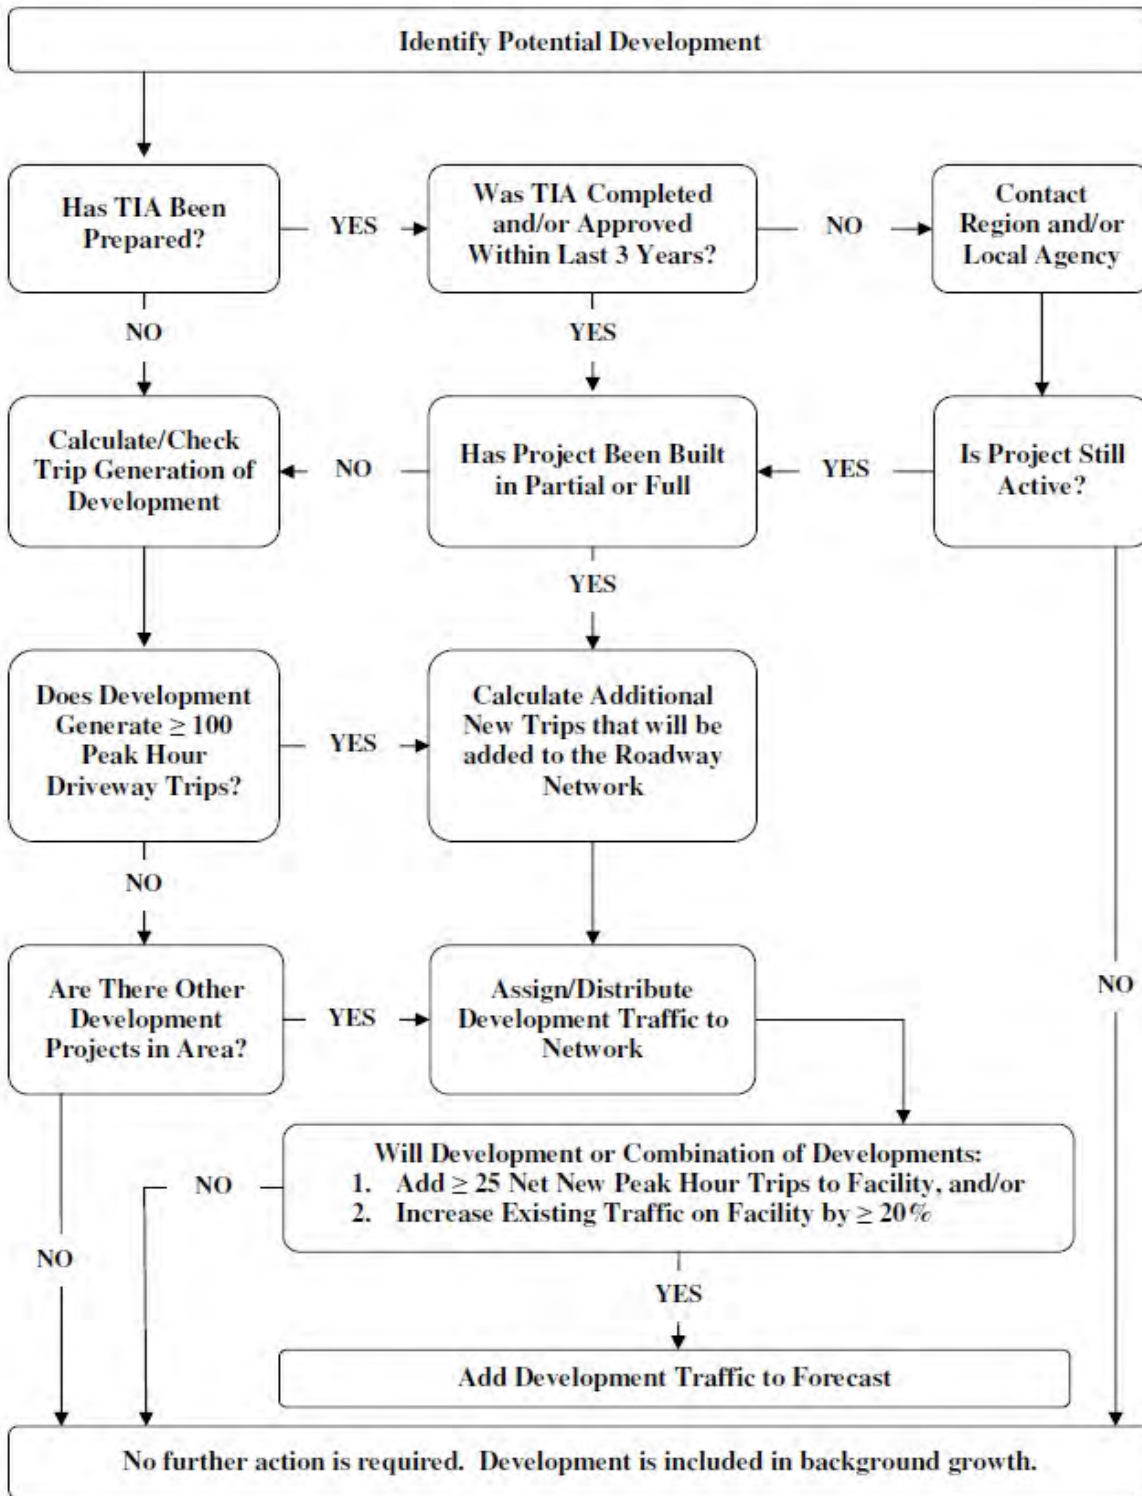 Identify Potential Development
Has TIA Been
Prepared?
YES
Was TIA Completed
and/or Approved
Within Last 3 Years?
NO
Contact
Region and/or
Local Agency
NO
YES
Calculate/Check
Trip Generation of
Development
NO
Has Project Been Built
in Partial or Full
YES
Is Project Still
Active?
YES
Does Development
Generate ≥ 100
Peak Hour
Driveway Trips?
YES
Calculate Additional
New Trips that will be
added to the Roadway
Network
NO
Are There Other
Development
Projects in Area?
YES
Assign/Distribute
Development Traffic to
Network
NO
Will Development or Combination of Developments:
1. Add ≥ 25 Net New Peak Hour Trips to Facility, and/or
2. Increase Existing Traffic on Facility by ≥ 20%
NO
NO
YES
Add Development Traffic to Forecast
No further action is required. Development is included in background growth.